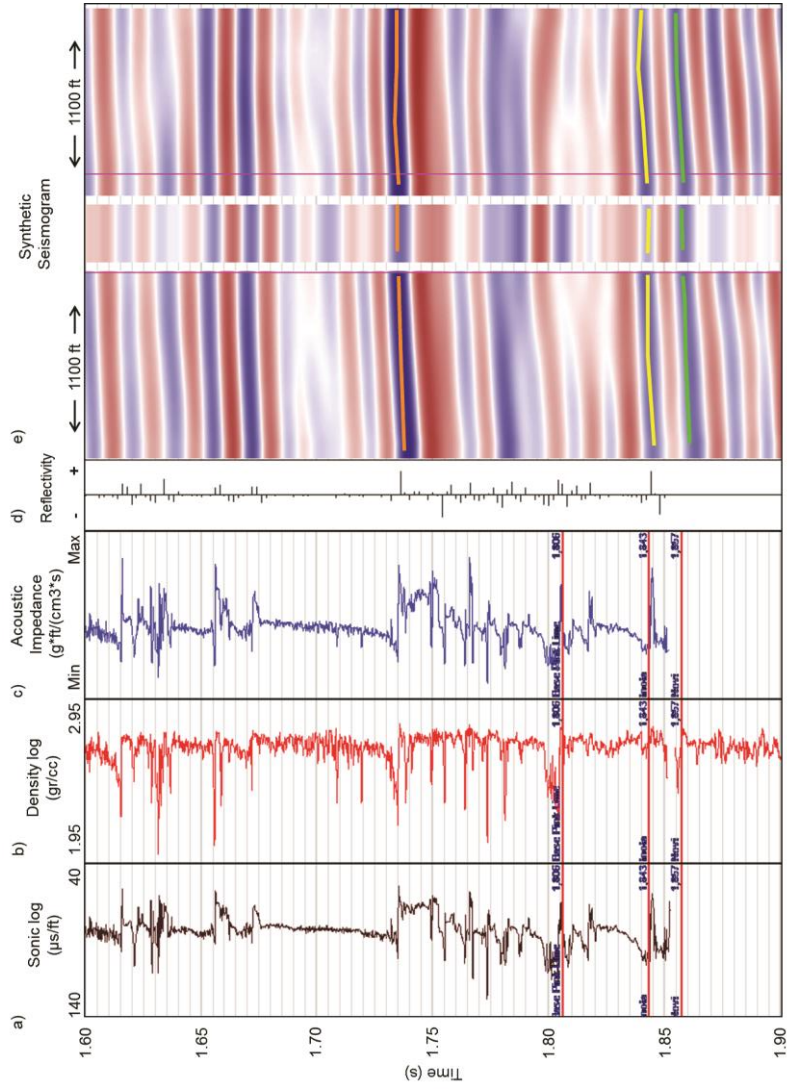 a)
Sonic log
(µs/ft)
140
40
b)
Density log
(gr/cc)
1.95
2.95
c)
Acoustic
Impedance
(g*ft/(cm3*s)
Min
Max
d)
Reflectivity
-
+
e)
1100 ft
Synthetic
Seismogram
1100 ft
Time (s)
1.60
1.65
1.70
1.75
1.80
1.85
1.90
Base Pink Lime
1,806
Base Pink Lime
1,806
Base Pink Lime
1,806
Inola
1,843
Inola
1,843
Inola
1,843
Novi
1,857
Novi
1,857
Novi
1,857